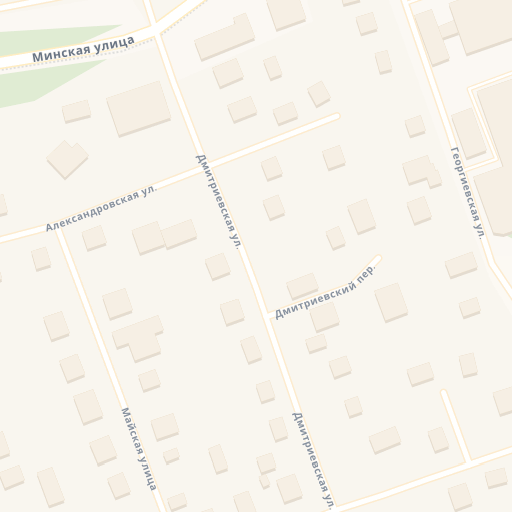 Минская улица
Георгиевская ул.
Дмитриевская ул.
Александровская ул.
Дмитриевский пер.
Майская улица
Дмитриевская ул.